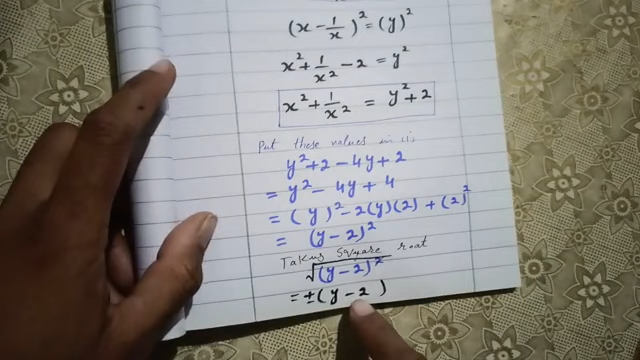 (x - 1/x)² = (y)²
x² + 1/x² - 2 = y²
x² + 1/x² = y² + 2
Put these values in ii,
y² + 2 - 4y + 2
= y² - 4y + 4
= (y)² - 2(y)(2) + (2)²
= (y - 2)²
Taking Square root
√(y - 2)²
= ±(y - 2)